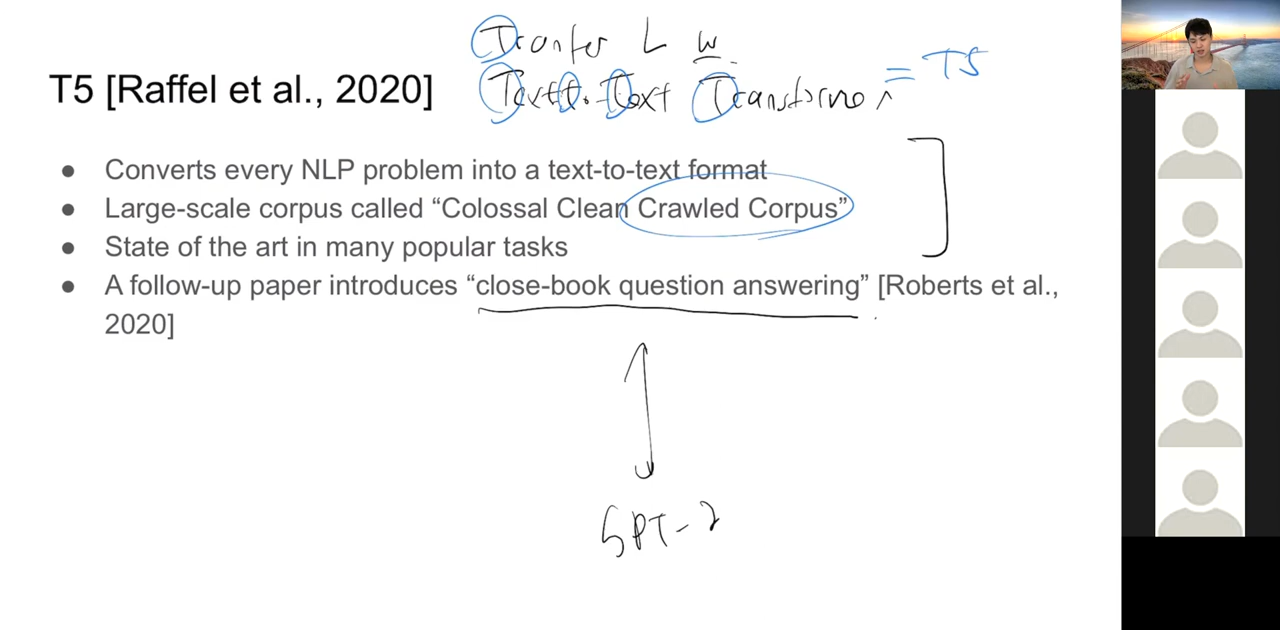 Tranfer L w.
T5 [Raffel et al., 2020]
Text t. Text Transformer = T5
● Converts every NLP problem into a text-to-text format
● Large-scale corpus called “Colossal Clean Crawled Corpus”
● State of the art in many popular tasks
● A follow-up paper introduces “close-book question answering” [Roberts et al.,
2020]
GPT-2